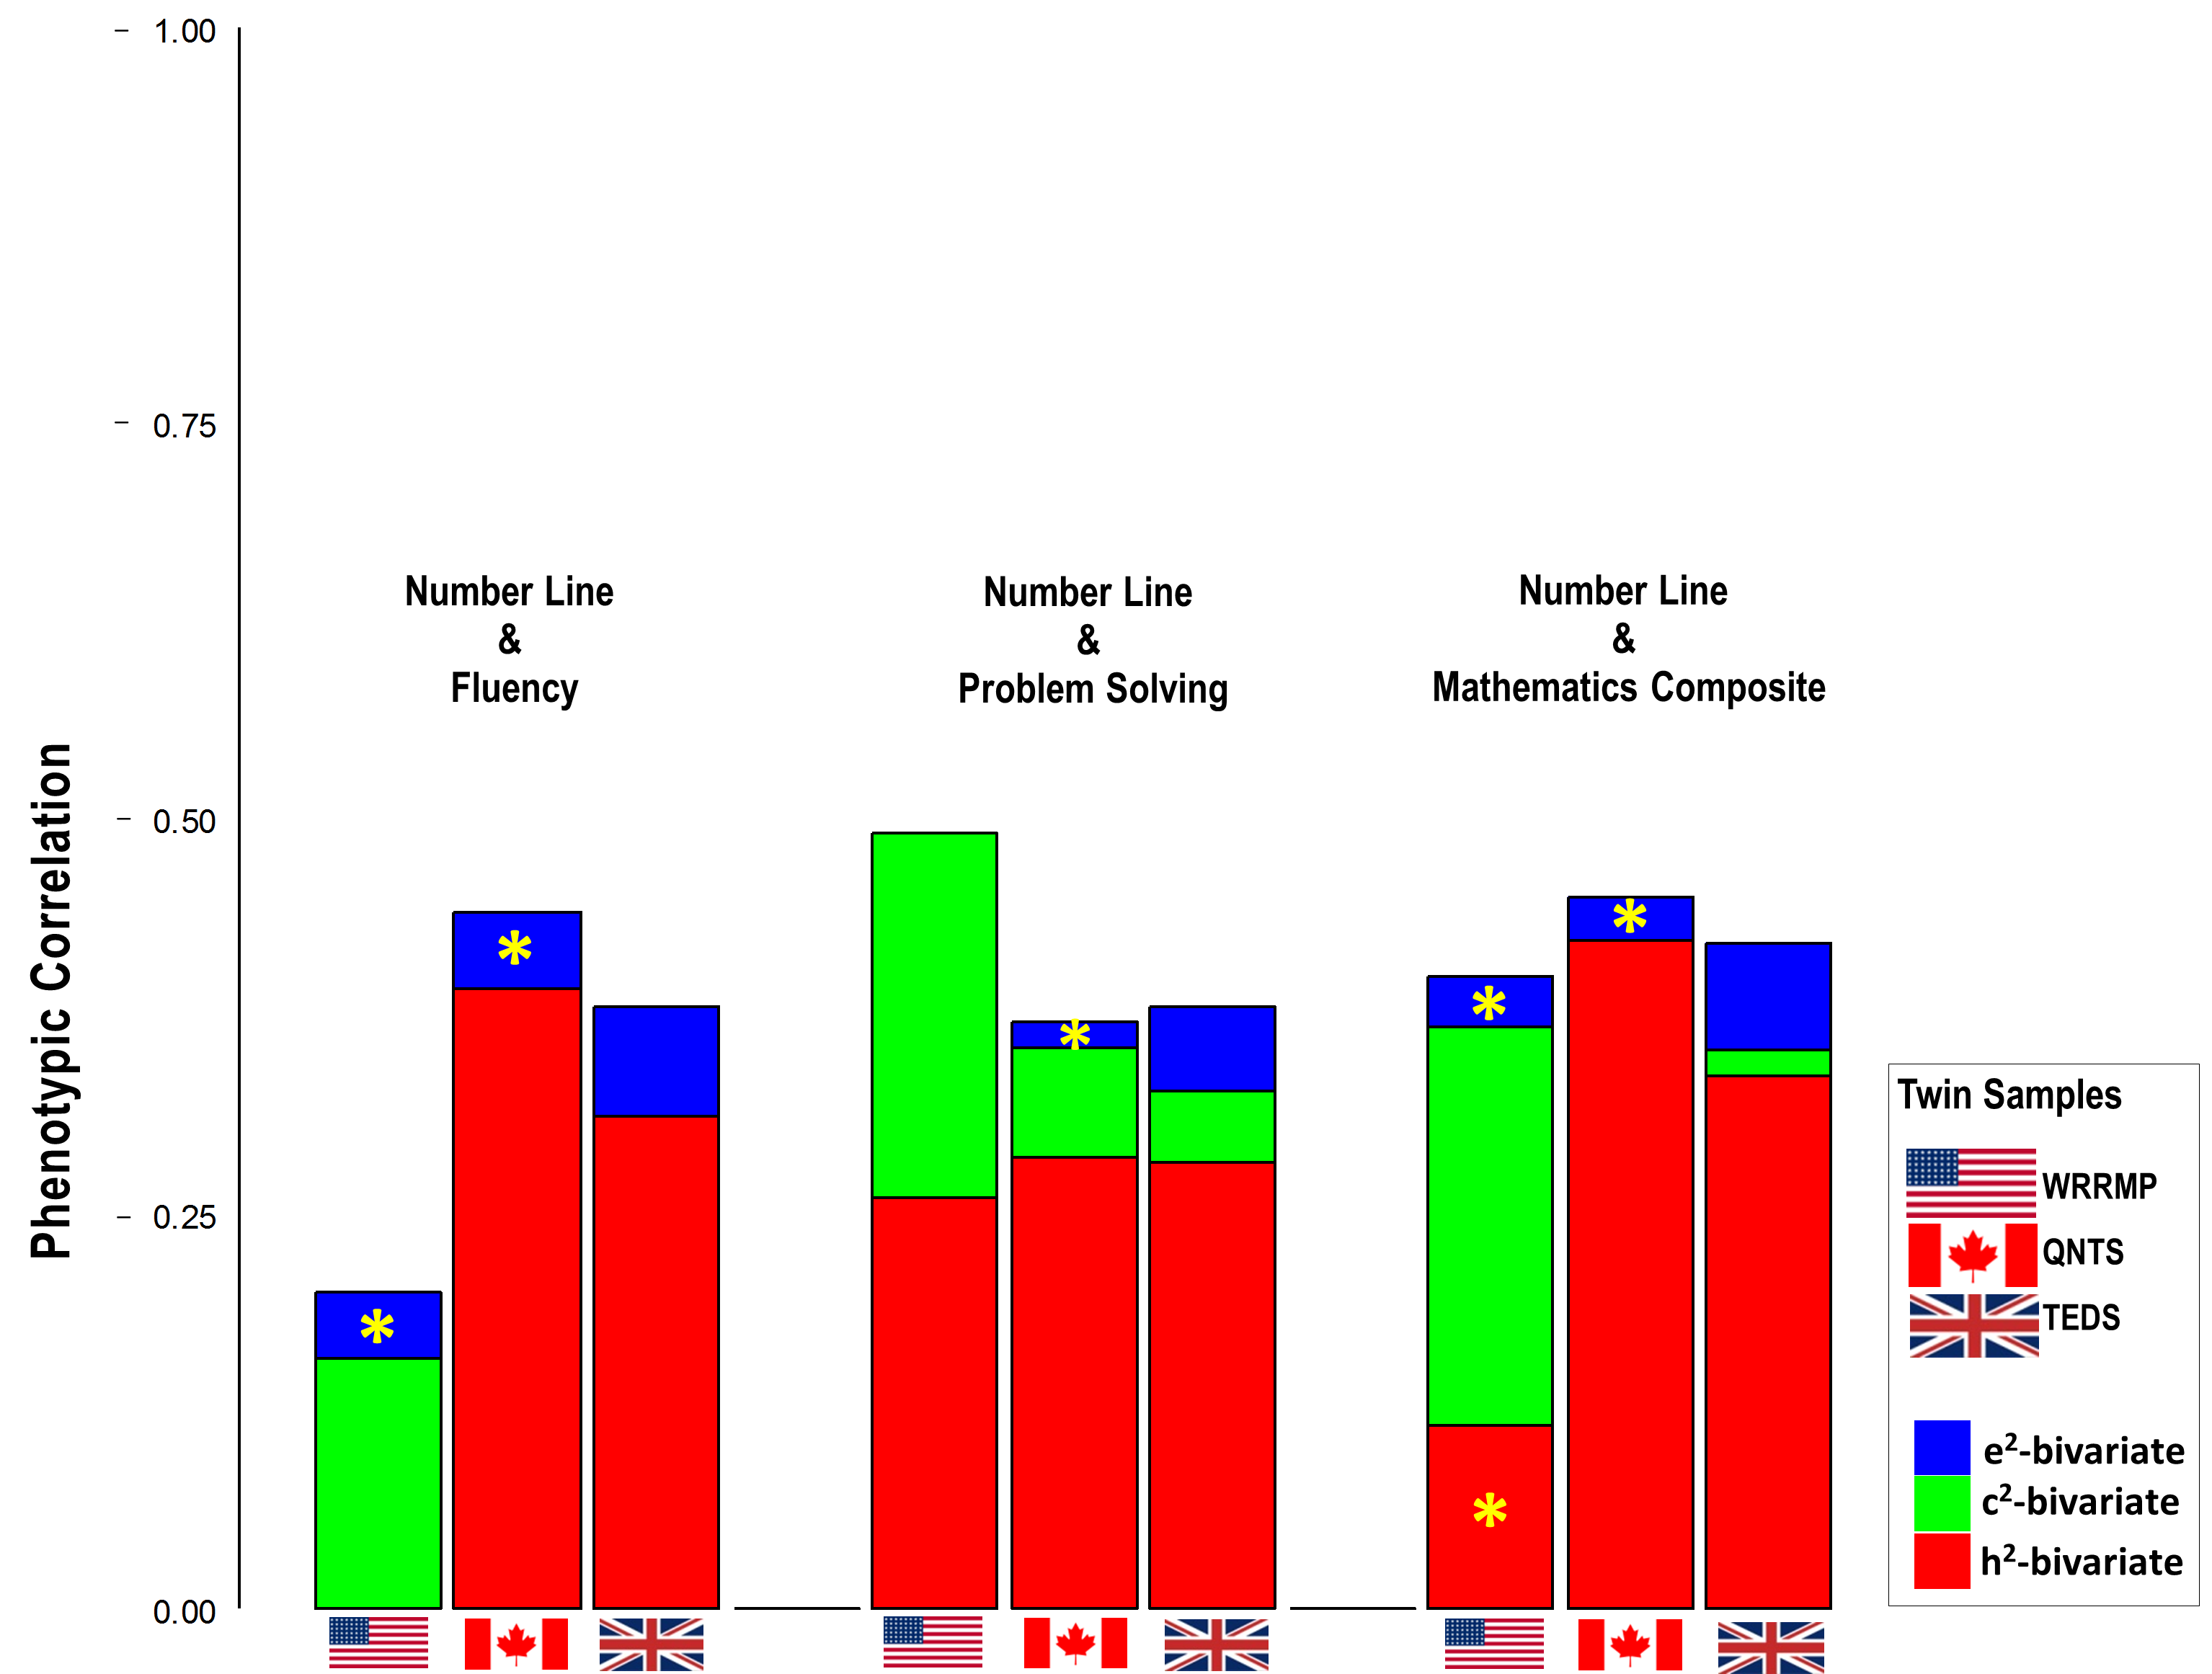 1.00
0.75
0.50
0.25
0.00
Phenotypic Correlation
Number Line
&
Fluency
Number Line
&
Problem Solving
Number Line
&
Mathematics Composite
*
*
*
*
*
*
Twin Samples
WRRMP
QNTS
TEDS
e²-bivariate
c²-bivariate
h²-bivariate